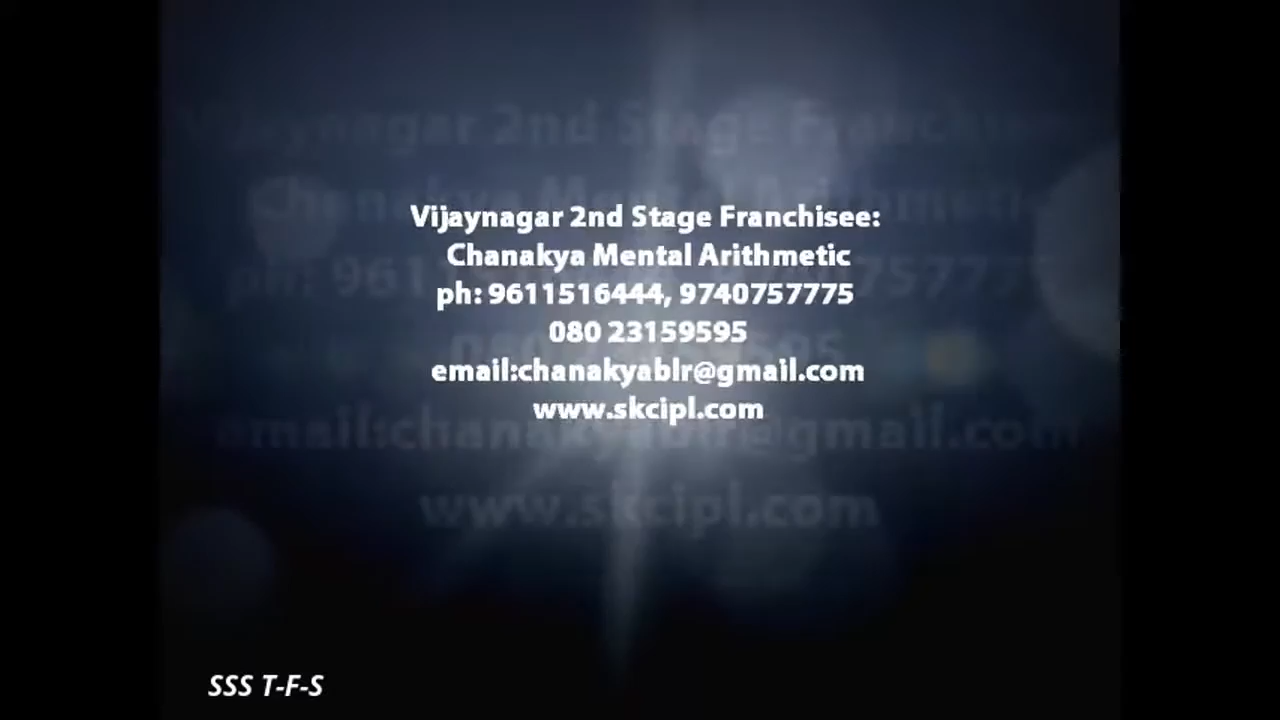 Vijaynagar 2nd Stage Franchisee:
Chanakya Mental Arithmetic
ph: 9611516444, 9740757775
080 23159595
email:chanakyablr@gmail.com
www.skcipl.com
SSS T-F-S